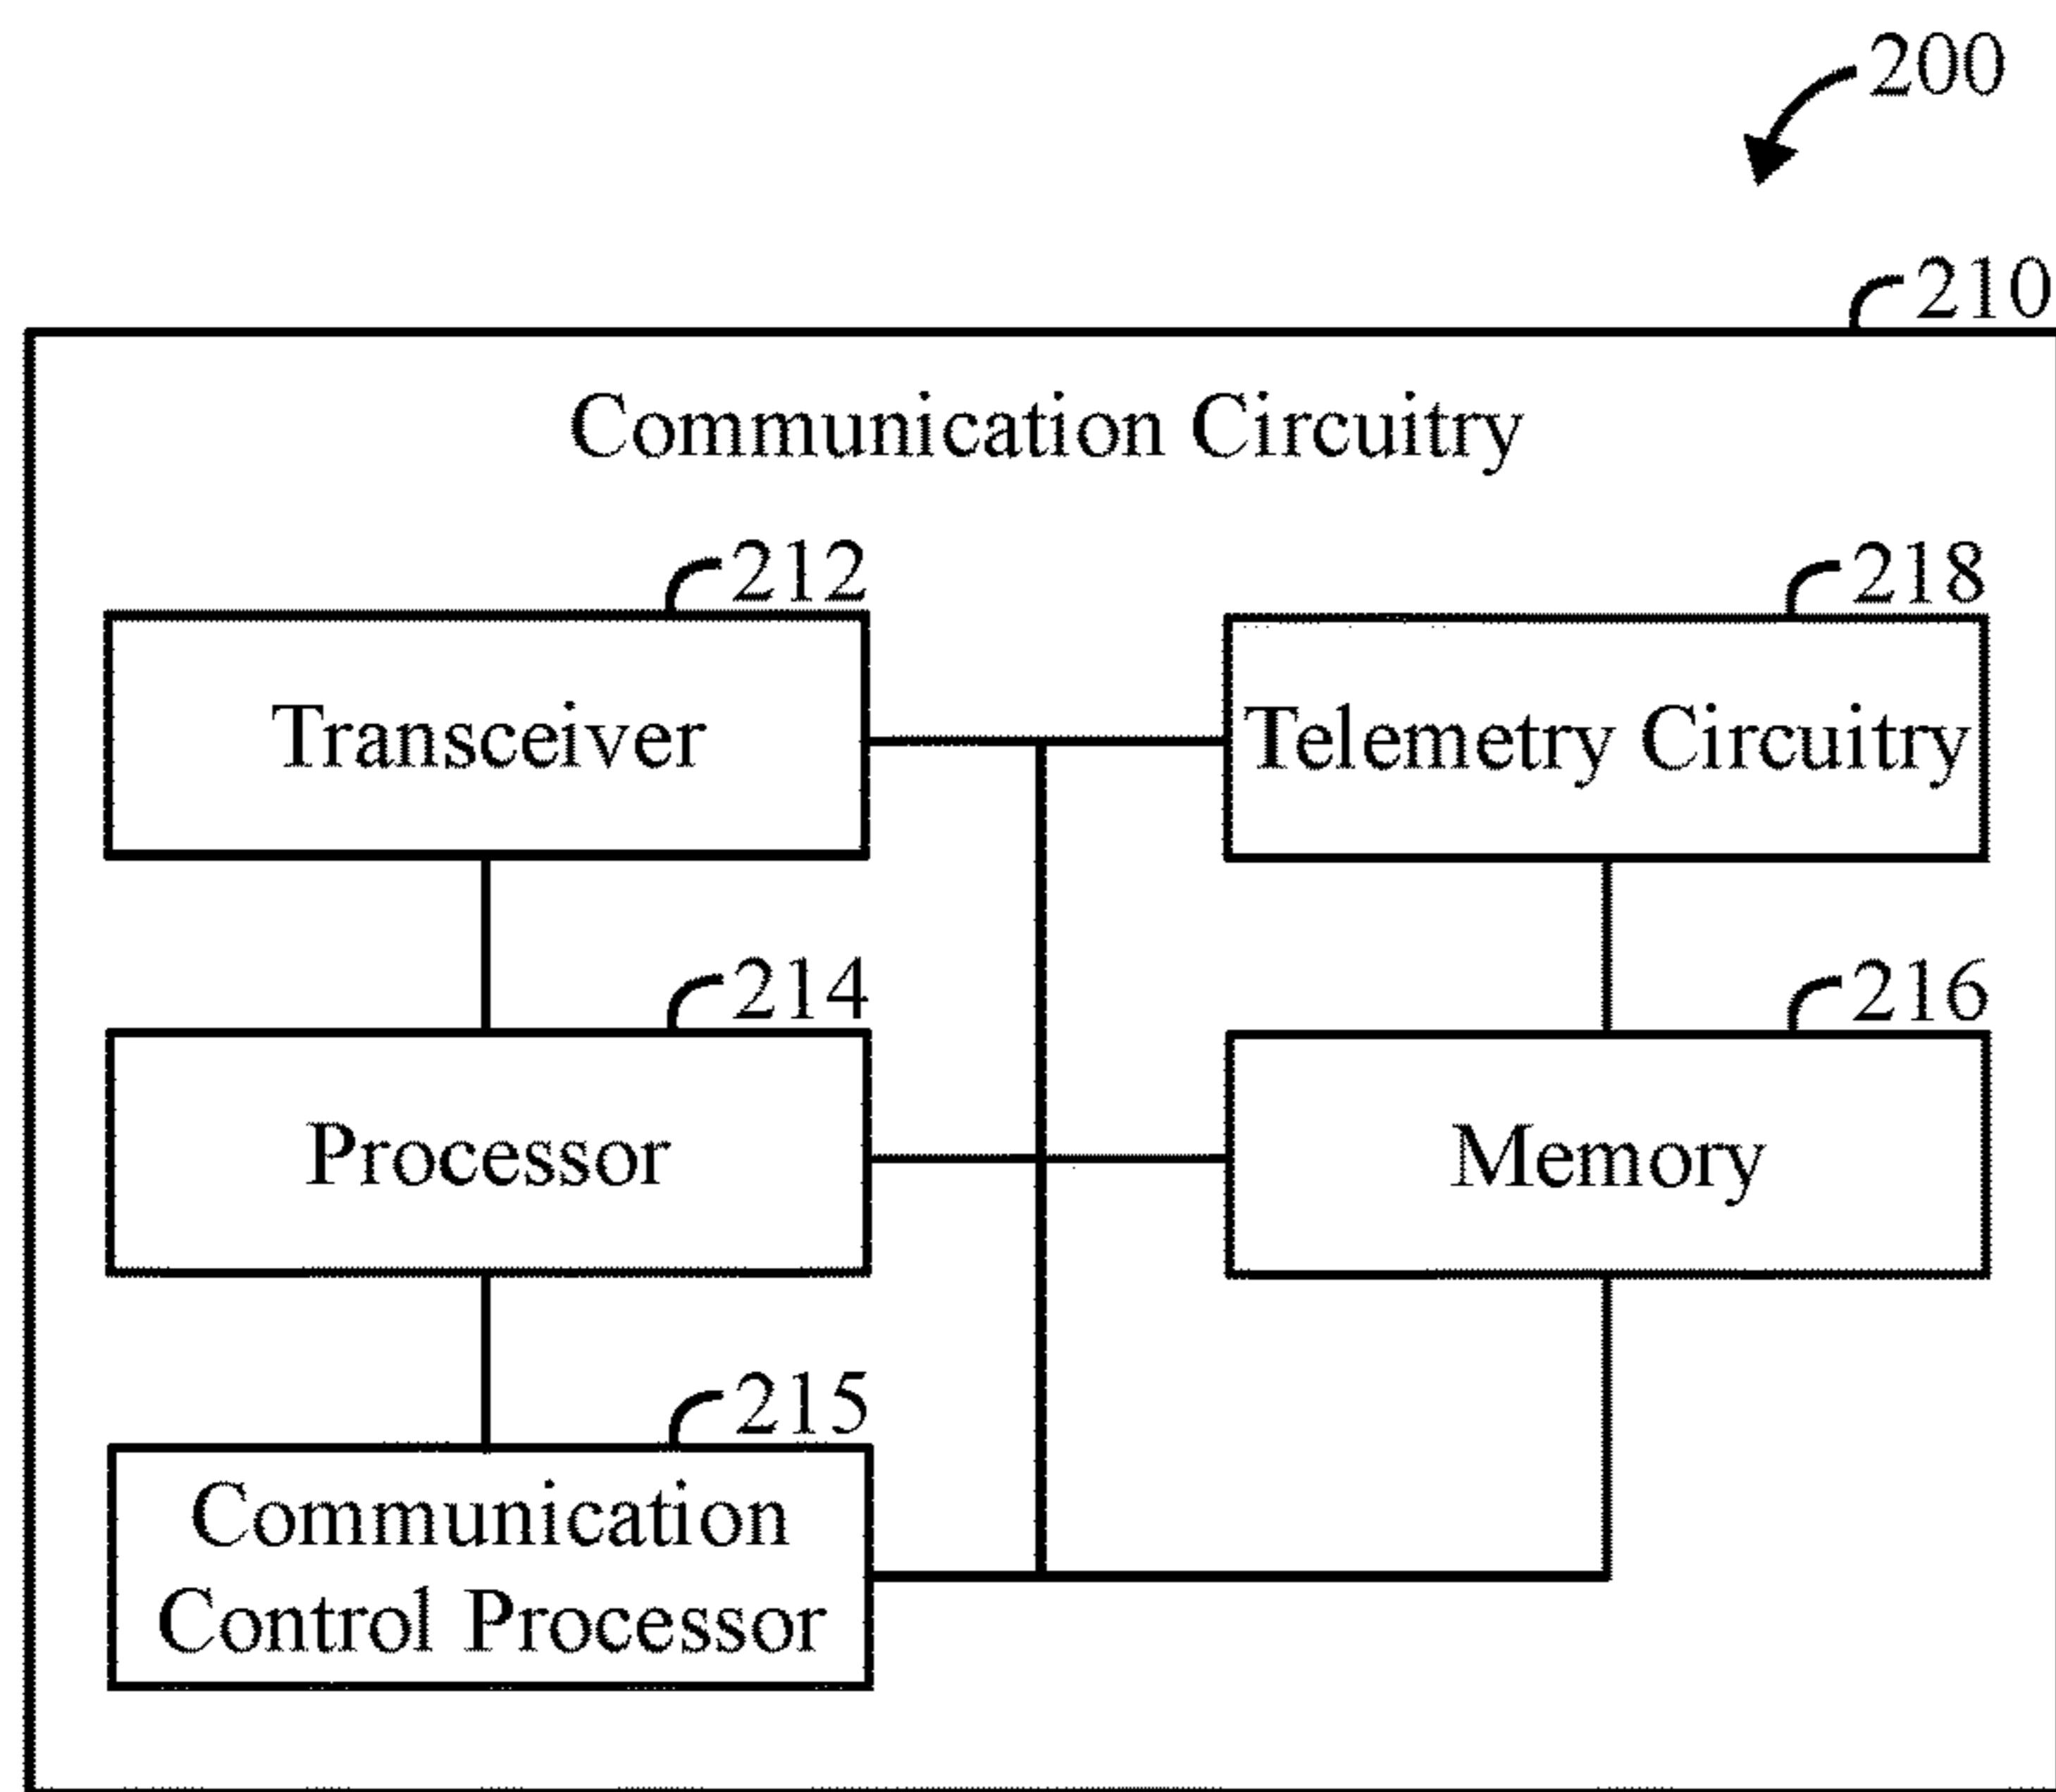 200
210
Communication Circuitry
212
218
Transceiver
Telemetry Circuitry
214
216
Processor
Memory
215
Communication
Control Processor